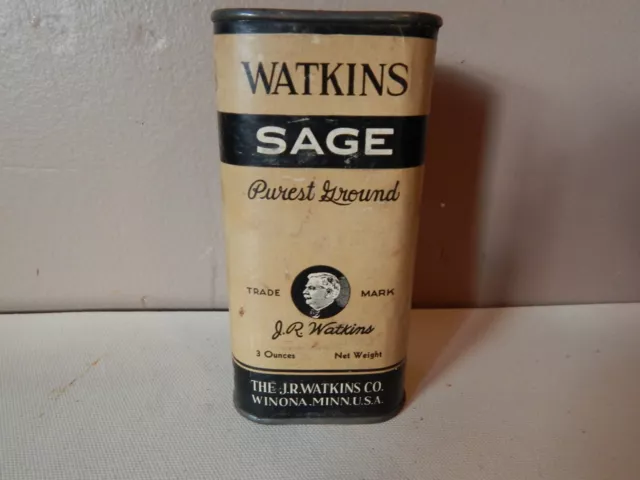 WATKINS
SAGE
Purest Ground
TRADE MARK
J.R. Watkins
3 Ounces Net Weight
THE J.R. WATKINS CO.
WINONA. MINN. U.S.A.